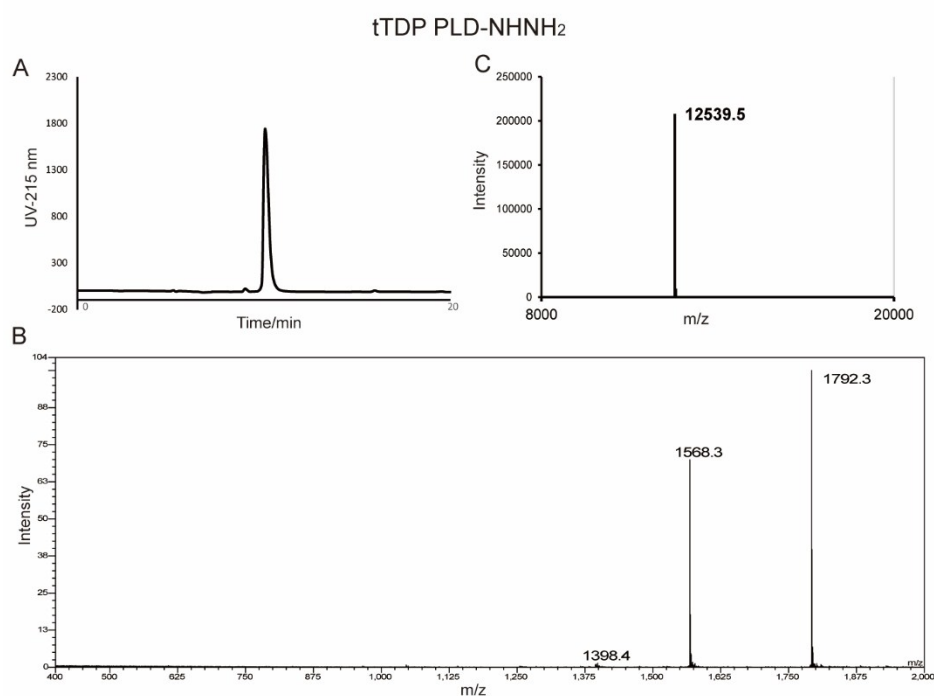 tTDP PLD-NHNH₂
A
2300
1800
1300
800
300
-200
UV-215 nm
0
20
Time/min
C
250000
200000
150000
100000
50000
0
Intensity
12539.5
8000
20000
m/z
B
104
88
75
63
50
38
25
13
0
Intensity
1398.4
1568.3
1792.3
m/z
400 500 625 750 875 1,000 1,125 1,250 1,375 1,500 1,625 1,750 1,875 2,000
m/z